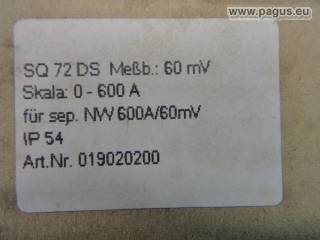 www.pagus.eu
SQ 72 DS Meßb.: 60 mV
Skala: 0 - 600 A
für sep. NW 600A/60mV
IP 54
Art.Nr. 019020200